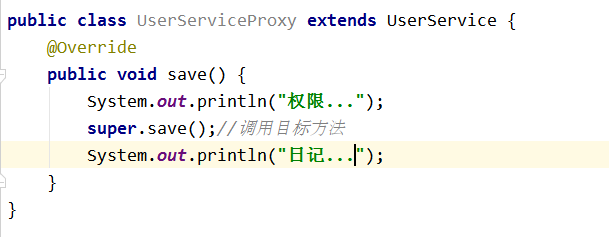 public class UserServiceProxy extends UserService {
@Override
public void save() {
System.out.println("权限...");
super.save();//调用目标方法
System.out.println("日记...");
}
}